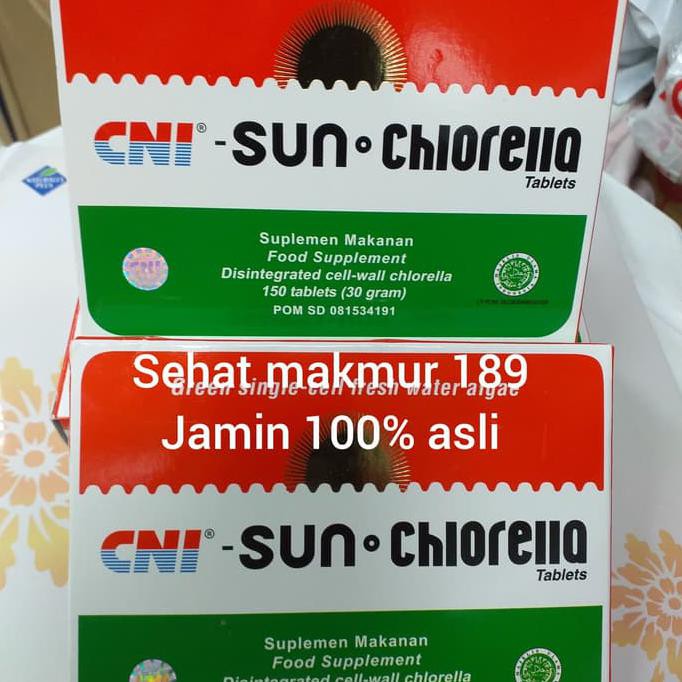 CNI® - SUN • Chlorella
Tablets
Suplemen Makanan
Food Supplement
Disintegrated cell-wall chlorella
150 tablets (30 gram)
POM SD 081534191
CNI
Sehat makmur 189
Green single-cell fresh water algae
Jamin 100% asli
CNI® - SUN • Chlorella
Tablets
Suplemen Makanan
Food Supplement
Disintegrated cell-wall chlorella